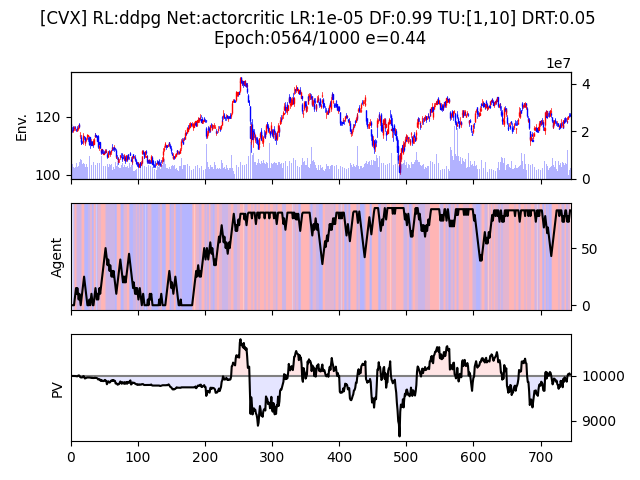 [CVX] RL:ddpg Net:actorcritic LR:1e-05 DF:0.99 TU:[1,10] DRT:0.05
Epoch:0564/1000 e=0.44
1e7
Env.
120
100
4
2
0
Agent
50
0
PV
10000
9000
0 100 200 300 400 500 600 700